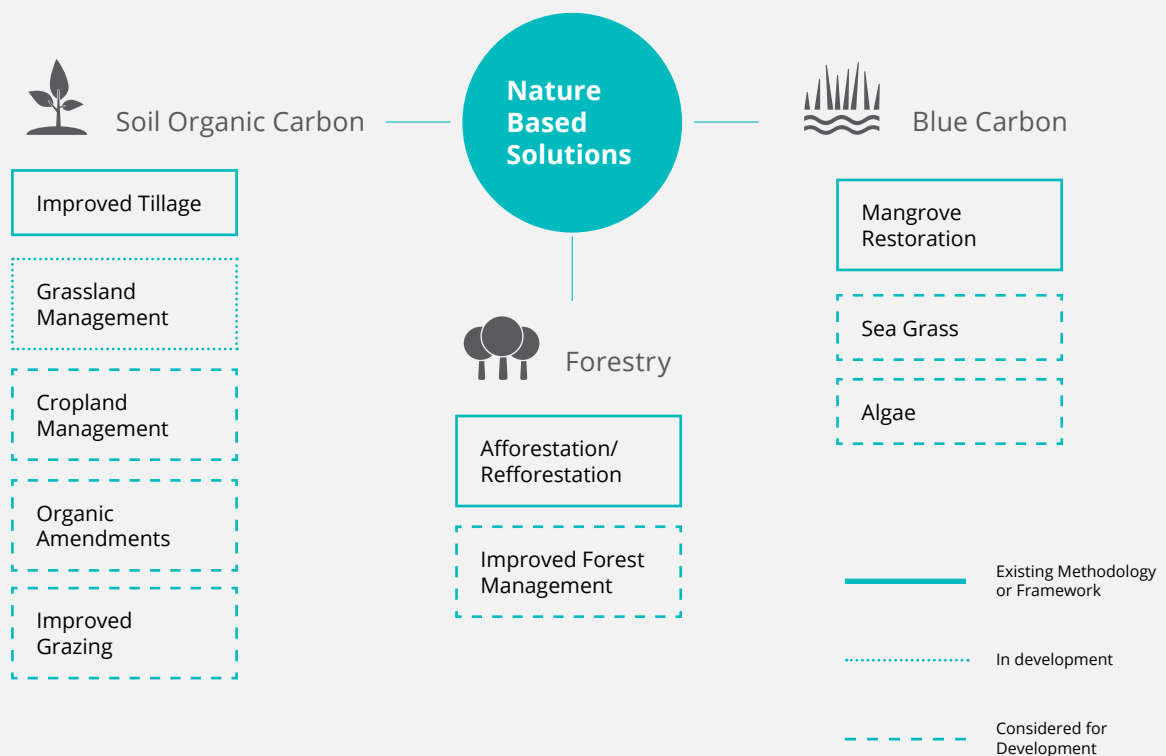 Nature
Based
Solutions
Soil Organic Carbon
Improved Tillage
Grassland
Management
Cropland
Management
Organic
Amendments
Improved
Grazing
Forestry
Afforestation/
Refforestation
Improved Forest
Management
Blue Carbon
Mangrove
Restoration
Sea Grass
Algae
Existing Methodology
or Framework
In development
Considered for
Development